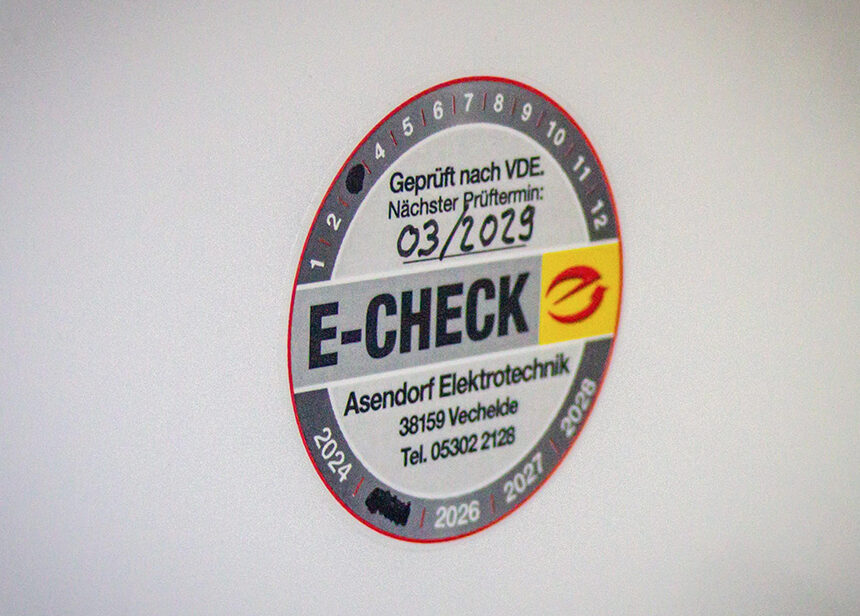 1 | 2 | 4 | 5 | 6 | 7 | 8 | 9 | 10 | 11 | 12
Geprüft nach VDE.
Nächster Prüftermin:
03/2029
E-CHECK
Asendorf Elektrotechnik
38159 Vechelde
Tel. 05302 2128
2024 | | 2026 | 2027 | 2028